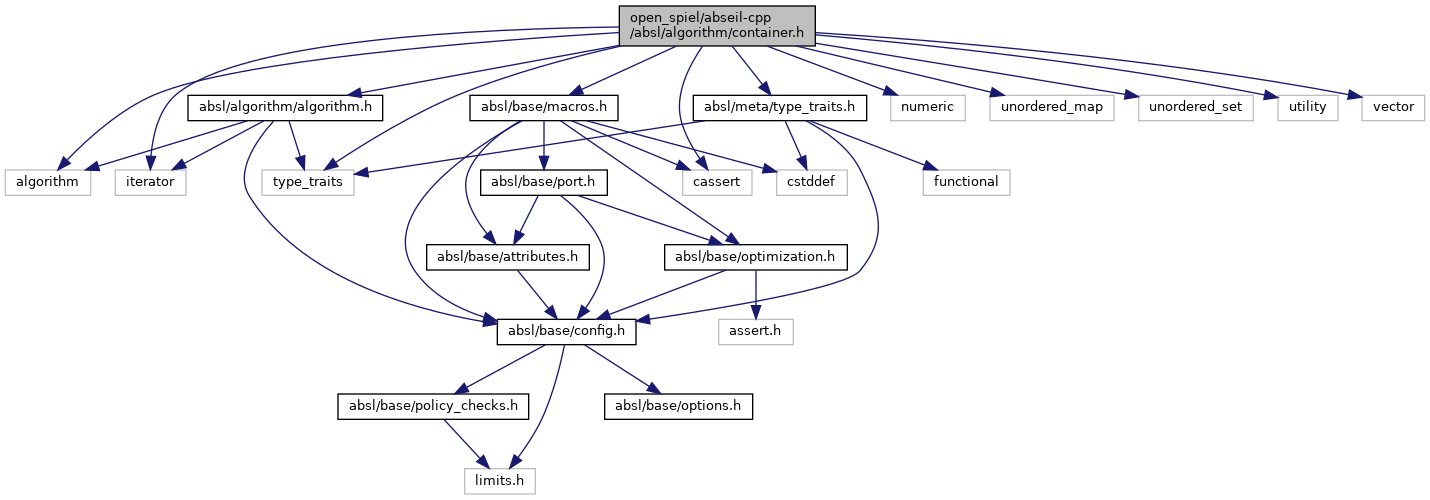 open_spiel/abseil-cpp
/absl/algorithm/container.h
absl/algorithm/algorithm.h
absl/base/macros.h
absl/meta/type_traits.h
numeric
unordered_map
unordered_set
utility
vector
algorithm
iterator
type_traits
absl/base/port.h
cassert
cstddef
functional
absl/base/attributes.h
absl/base/optimization.h
absl/base/config.h
assert.h
absl/base/policy_checks.h
absl/base/options.h
limits.h